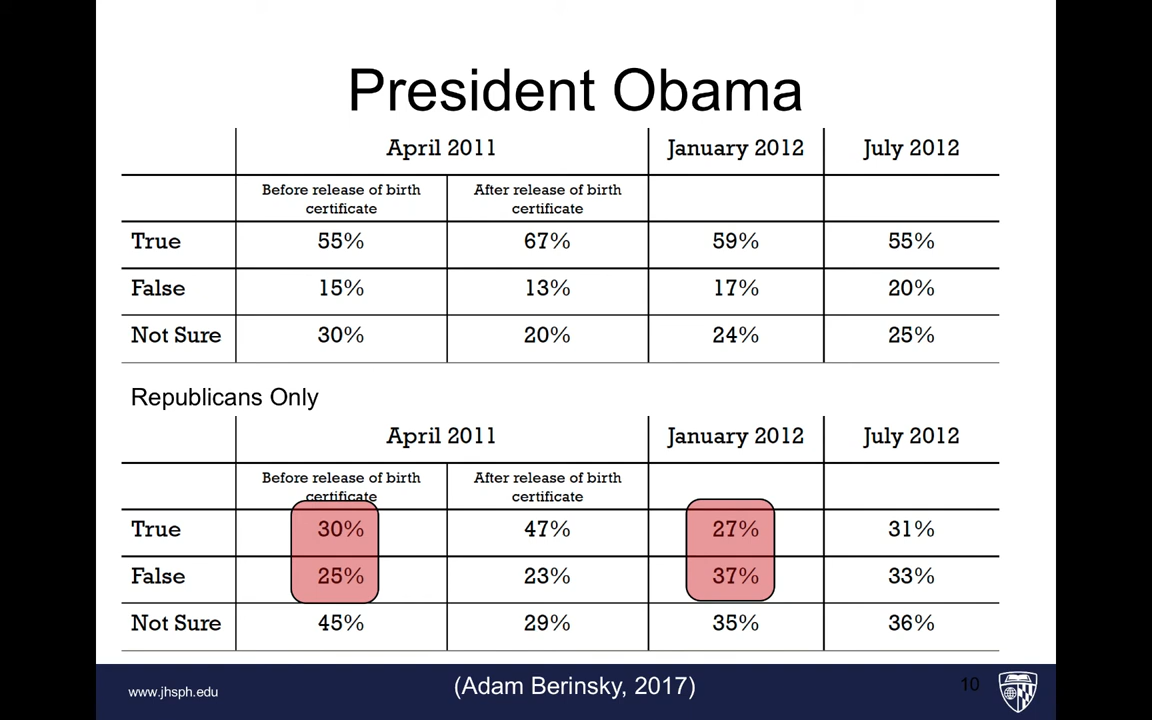 President Obama
April 2011 January 2012 July 2012
Before release of birth After release of birth
certificate certificate
True 55% 67% 59% 55%
False 15% 13% 17% 20%
Not Sure 30% 20% 24% 25%
Republicans Only
April 2011 January 2012 July 2012
Before release of birth After release of birth
certificate certificate
True 30% 47% 27% 31%
False 25% 23% 37% 33%
Not Sure 45% 29% 35% 36%
www.jhsph.edu (Adam Berinsky, 2017) 10